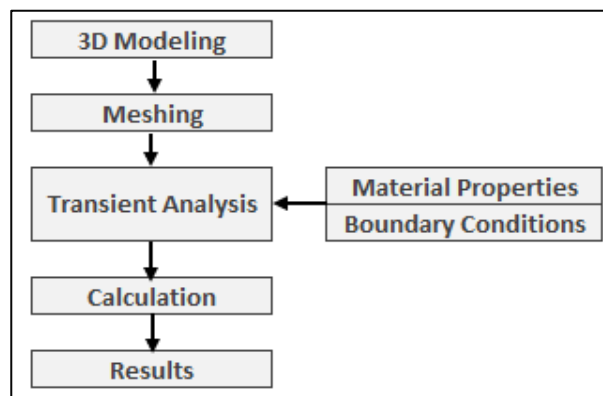 3D Modeling
Meshing
Transient Analysis
Material Properties
Boundary Conditions
Calculation
Results